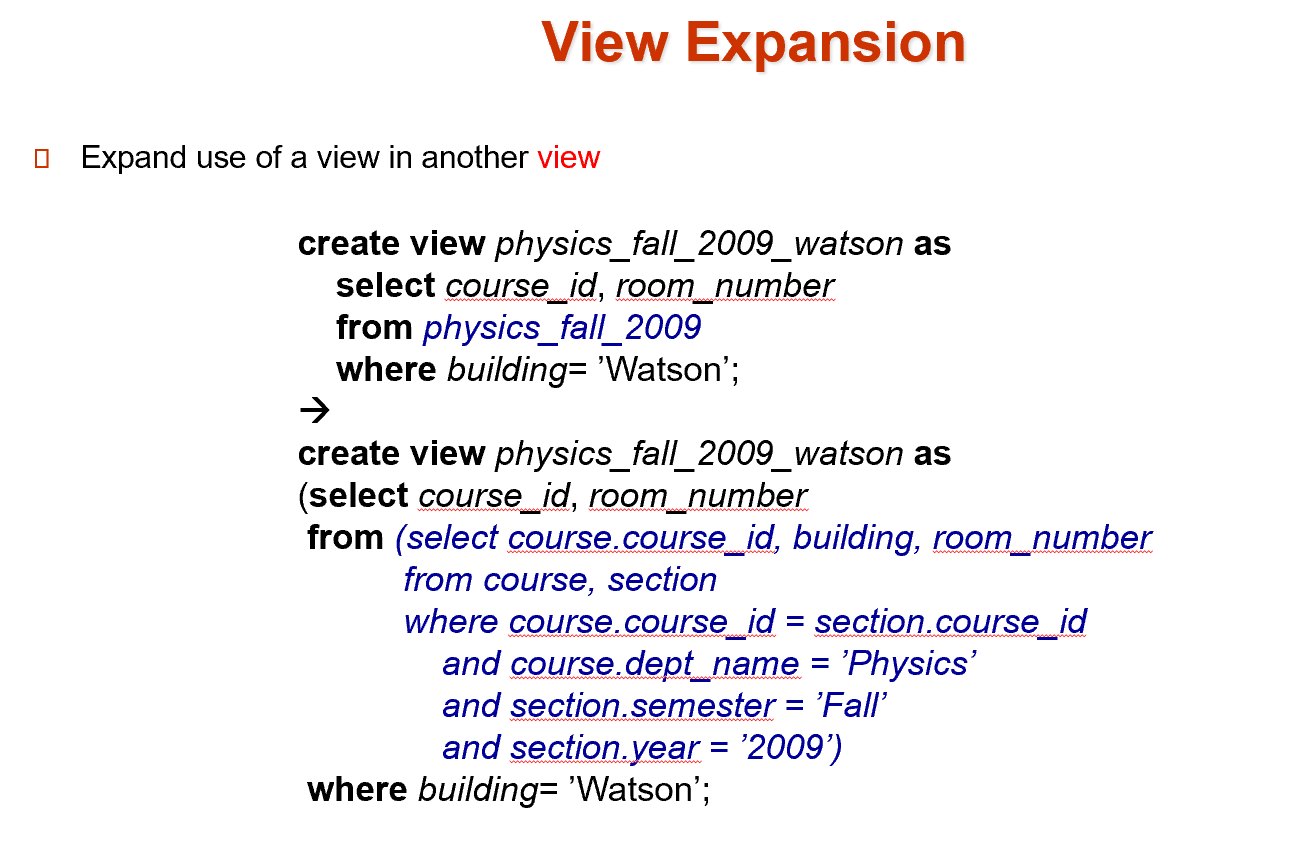 View Expansion
Expand use of a view in another view
create view physics_fall_2009_watson as
select course_id, room_number
from physics_fall_2009
where building= ’Watson’;
→
create view physics_fall_2009_watson as
(select course_id, room_number
from (select course.course_id, building, room_number
from course, section
where course.course_id = section.course_id
and course.dept_name = ’Physics’
and section.semester = ’Fall’
and section.year = ’2009’)
where building= ’Watson’;